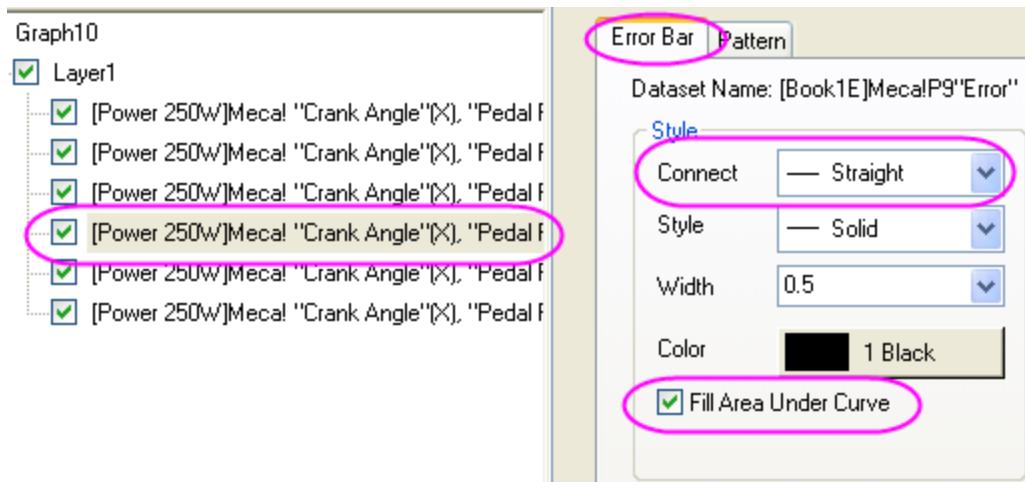 Graph10
Layer1
[Power 250W]Meca! "Crank Angle"(X), "Pedal F
[Power 250W]Meca! "Crank Angle"(X), "Pedal F
[Power 250W]Meca! "Crank Angle"(X), "Pedal F
[Power 250W]Meca! "Crank Angle"(X), "Pedal F
[Power 250W]Meca! "Crank Angle"(X), "Pedal F
[Power 250W]Meca! "Crank Angle"(X), "Pedal F
Error Bar Pattern
Dataset Name: [Book1E]Meca!P9"Error"
Style
Connect — Straight
Style — Solid
Width 0.5
Color 1 Black
Fill Area Under Curve